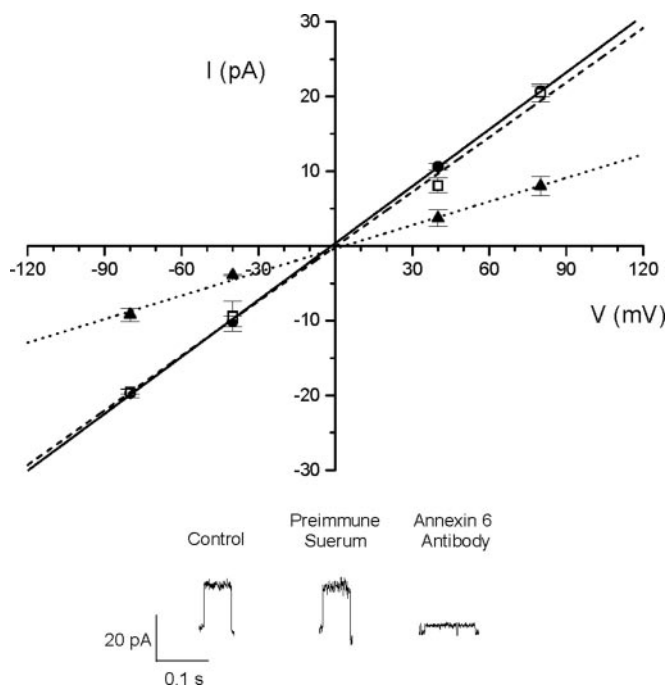 30
I (pA)
20
10
-120 -90 -60 -30 0 30 60 90 120
-10
V (mV)
-20
-30
Control
Preimmune
Suerum
Annexin 6
Antibody
20 pA
0.1 s